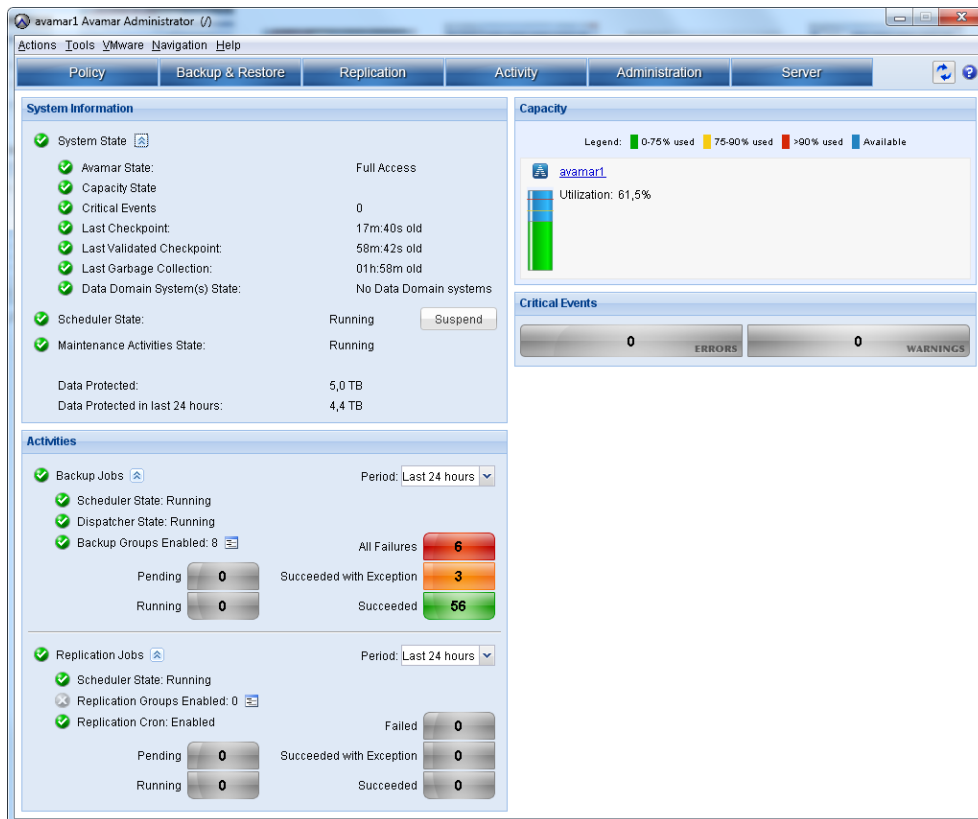 avamar1 Avamar Administrator (/)
Actions Tools VMware Navigation Help
Policy Backup & Restore Replication Activity Administration Server
System Information
System State
Avamar State: Full Access
Capacity State
Critical Events 0
Last Checkpoint: 17m:40s old
Last Validated Checkpoint: 58m:42s old
Last Garbage Collection: 01h:58m old
Data Domain System(s) State: No Data Domain systems
Scheduler State: Running Suspend
Maintenance Activities State: Running
Data Protected: 5,0 TB
Data Protected in last 24 hours: 4,4 TB
Capacity
Legend: 0-75% used 75-90% used >90% used Available
avamar1
Utilization: 61,5%
Critical Events
0 ERRORS 0 WARNINGS
Activities
Backup Jobs Period: Last 24 hours
Scheduler State: Running
Dispatcher State: Running
Backup Groups Enabled: 8 All Failures 6
Pending 0 Succeeded with Exception 3
Running 0 Succeeded 56
Replication Jobs Period: Last 24 hours
Scheduler State: Running
Replication Groups Enabled: 0
Replication Cron: Enabled Failed 0
Pending 0 Succeeded with Exception 0
Running 0 Succeeded 0